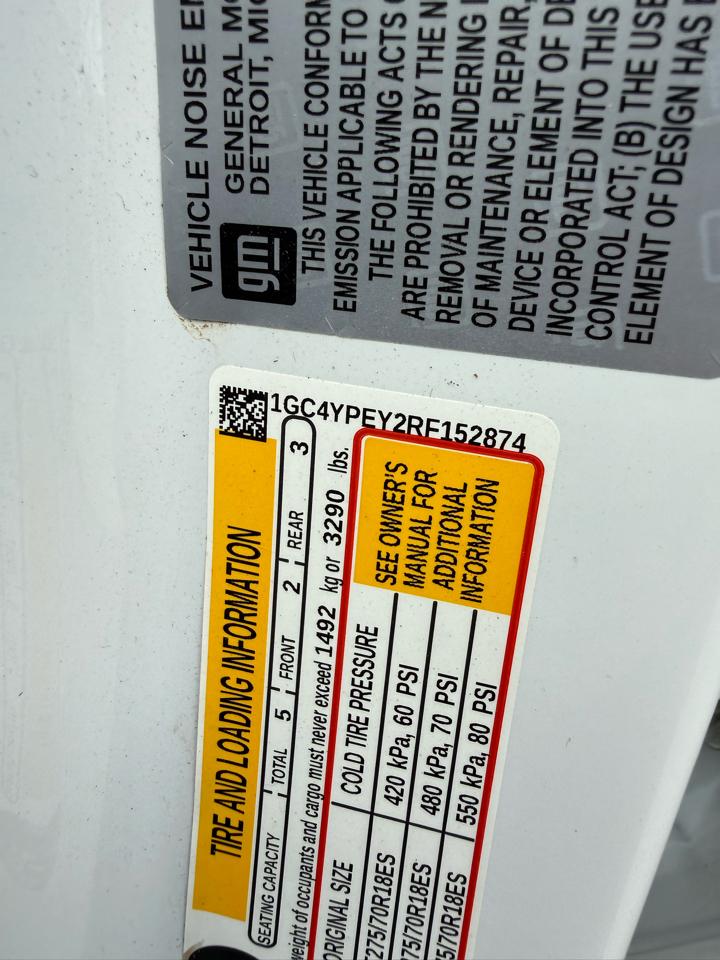 VEHICLE NOISE
GENERAL
DETROIT,
gm
THIS VEHICLE
EMISSION APPLICABLE TO
THE FOLLOWING ACTS
ARE PROHIBITED BY THE
REMOVAL OR RENDERING
OF MAINTENANCE, REPAIR,
DEVICE OR ELEMENT OF
INCORPORATED INTO THIS
CONTROL ACT; (B) THE USE
ELEMENT OF DESIGN HAS
1GC4YPEY2RF152874
TIRE AND LOADING INFORMATION
SEATING CAPACITY TOTAL 5 FRONT 2 REAR 3
of occupants and cargo must never exceed 1492 kg or 3290 lbs.
ORIGINAL SIZE COLD TIRE PRESSURE
275/70R18ES 420 kPa, 60 PSI
75/70R18ES 480 kPa, 70 PSI
5/70R18ES 550 kPa, 80 PSI
SEE OWNER'S
MANUAL FOR
ADDITIONAL
INFORMATION